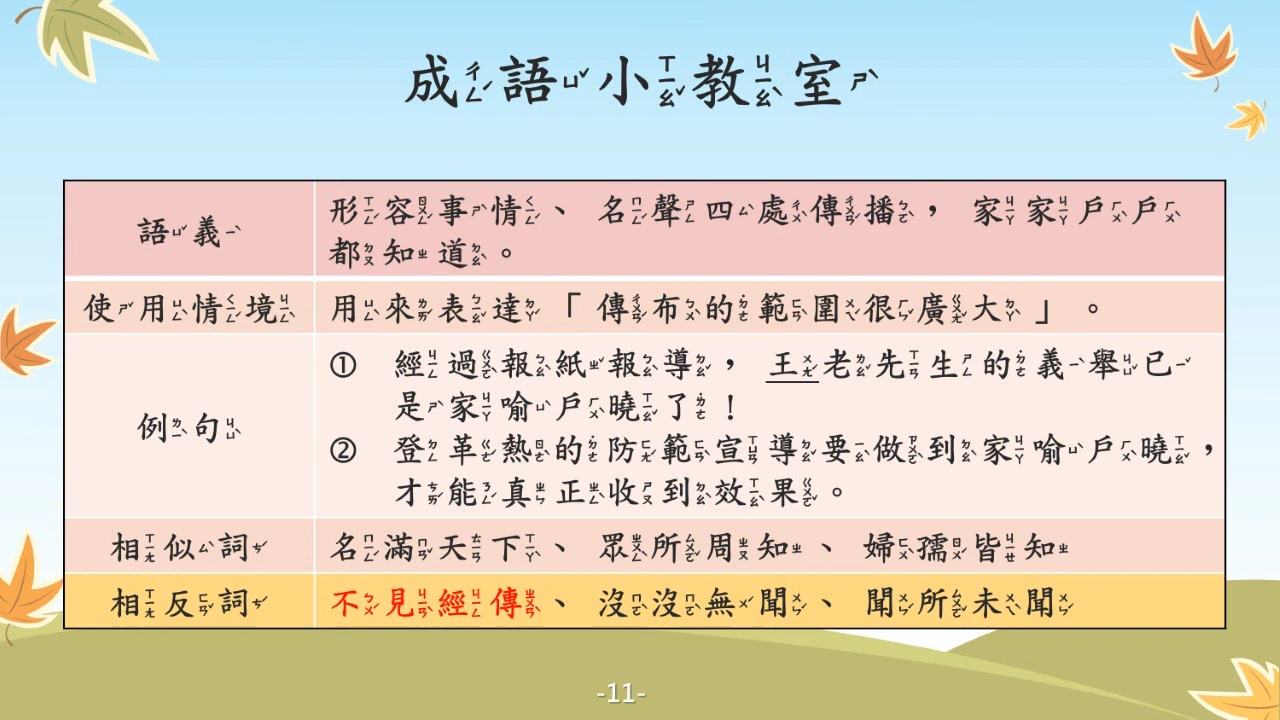 成語小教室
語義
形容事情、名聲四處傳播，家家戶戶
都知道。
使用情境
用來表達「傳布的範圍很廣大」。
例句
① 經過報紙報導，王老先生的義舉已
是家喻戶曉了！
② 登革熱的防範宣導要做到家喻戶曉，
才能真正收到效果。
相似詞
名滿天下、眾所周知、婦孺皆知
相反詞
不見經傳、沒沒無聞、聞所未聞
-11-